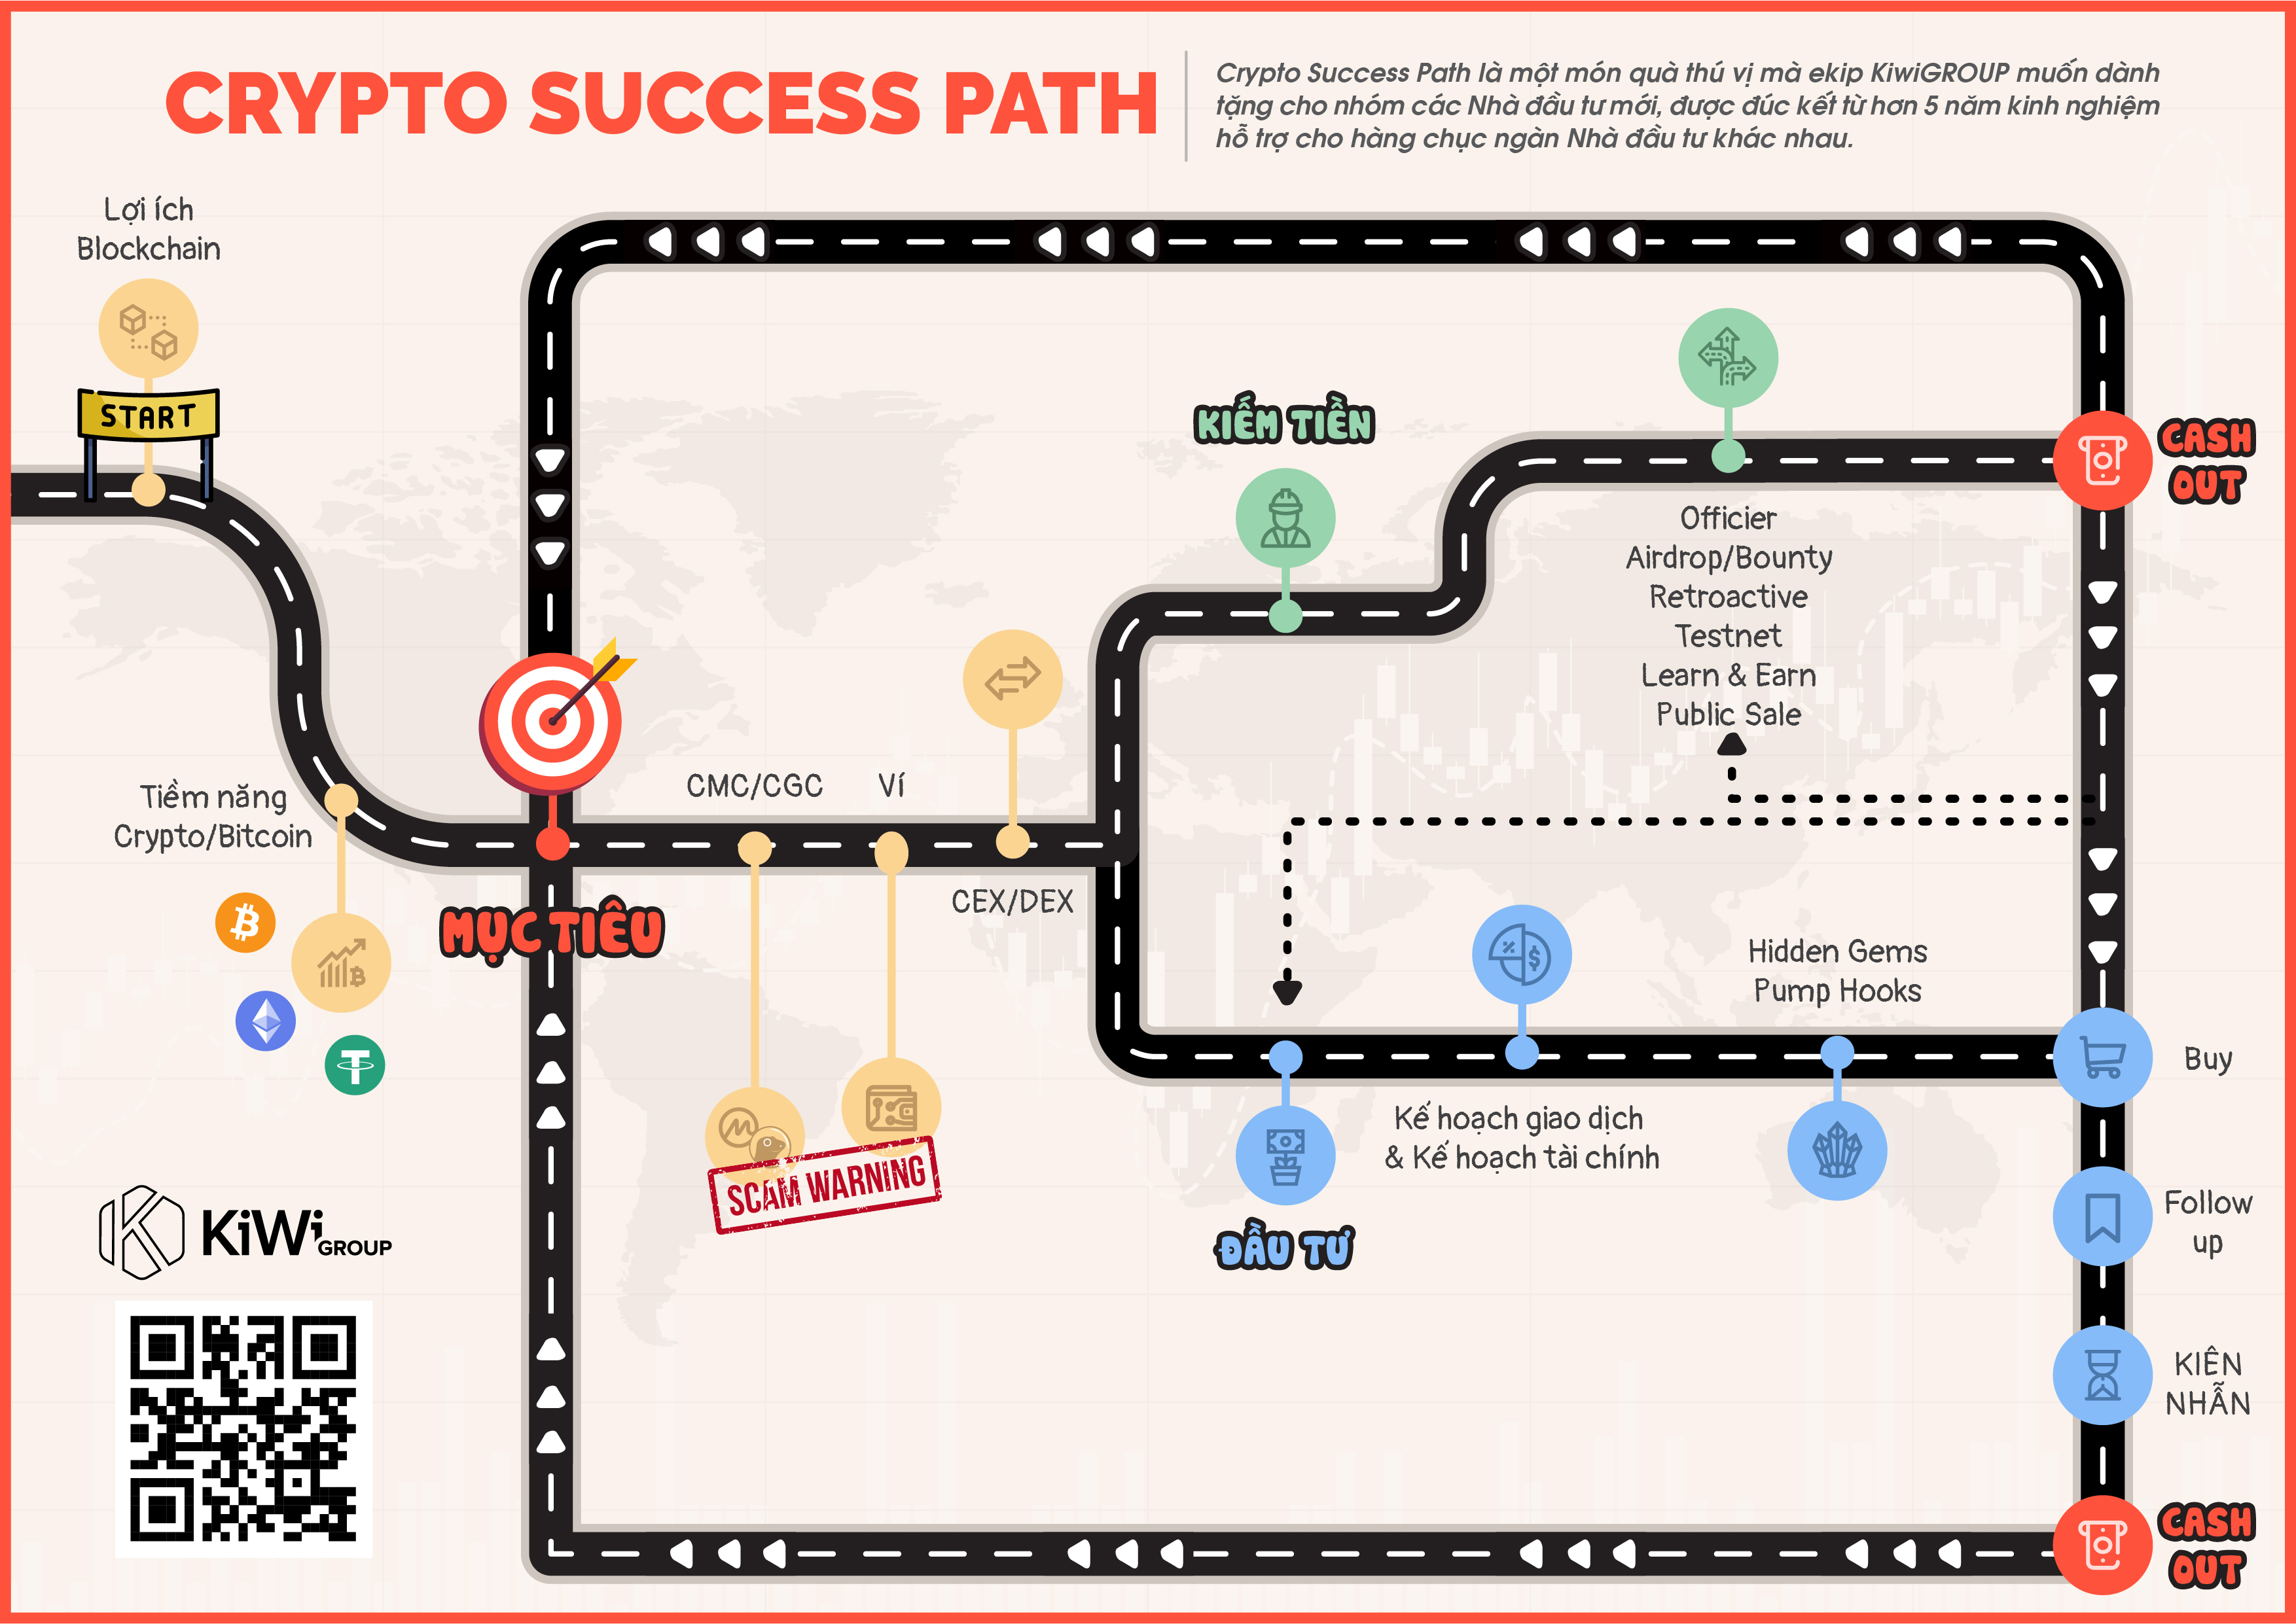 CRYPTO SUCCESS PATH
Crypto Success Path là một món quà thú vị mà ekip KiwiGROUP muốn dành
tặng cho nhóm các Nhà đầu tư mới, được đúc kết từ hơn 5 năm kinh nghiệm
hỗ trợ cho hàng chục ngàn Nhà đầu tư khác nhau.
Lợi ích
Blockchain
START
Tiềm năng
Crypto/Bitcoin
MỤC TIÊU
CMC/CGC
Ví
CEX/DEX
SCAM WARNING
KIẾM TIỀN
Officier
Airdrop/Bounty
Retroactive
Testnet
Learn & Earn
Public Sale
CASH
OUT
ĐẦU TƯ
Kế hoạch giao dịch
& Kế hoạch tài chính
Hidden Gems
Pump Hooks
Buy
Follow
up
KIÊN
NHẪN
CASH
OUT
KiWi GROUP